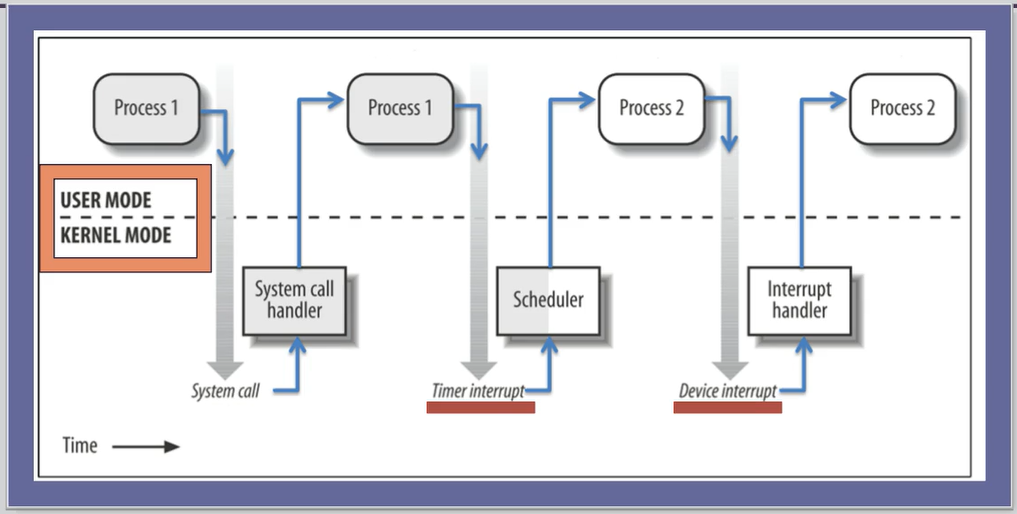 Process 1
Process 1
Process 2
Process 2
USER MODE
KERNEL MODE
System call
handler
Scheduler
Interrupt
handler
System call
Timer interrupt
Device interrupt
Time